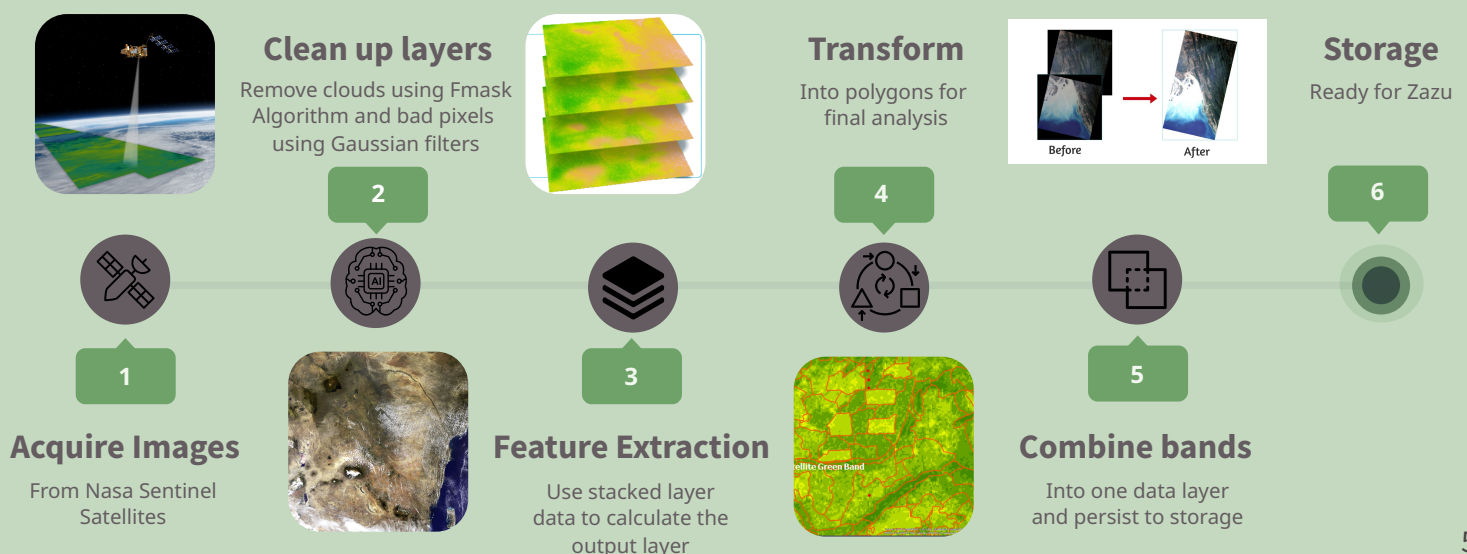 Clean up layers
Remove clouds using Fmask
Algorithm and bad pixels
using Gaussian filters
2
Transform
Into polygons for
final analysis
4
Before
After
Storage
Ready for Zazu
6
AI
1
Acquire Images
From Nasa Sentinel
Satellites
3
Feature Extraction
Use stacked layer
data to calculate the
output layer
ellite Green Band
5
Combine bands
Into one data layer
and persist to storage